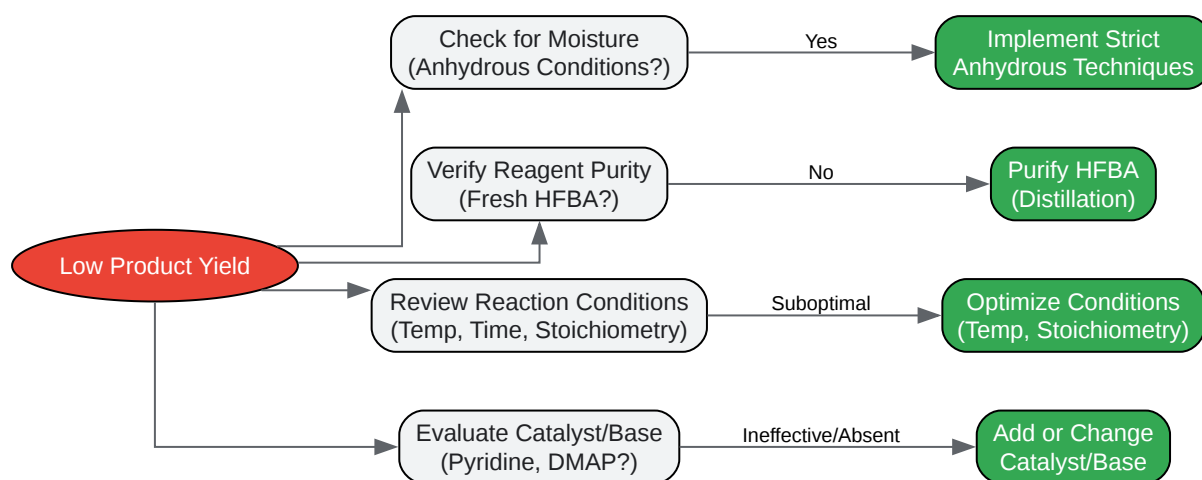 Check for Moisture
(Anhydrous Conditions?)
Yes
Implement Strict
Anhydrous Techniques
Verify Reagent Purity
(Fresh HFBA?)
No
Purify HFBA
(Distillation)
Low Product Yield
Review Reaction Conditions
(Temp, Time, Stoichiometry)
Suboptimal
Optimize Conditions
(Temp, Stoichiometry)
Evaluate Catalyst/Base
(Pyridine, DMAP?)
Ineffective/Absent
Add or Change
Catalyst/Base